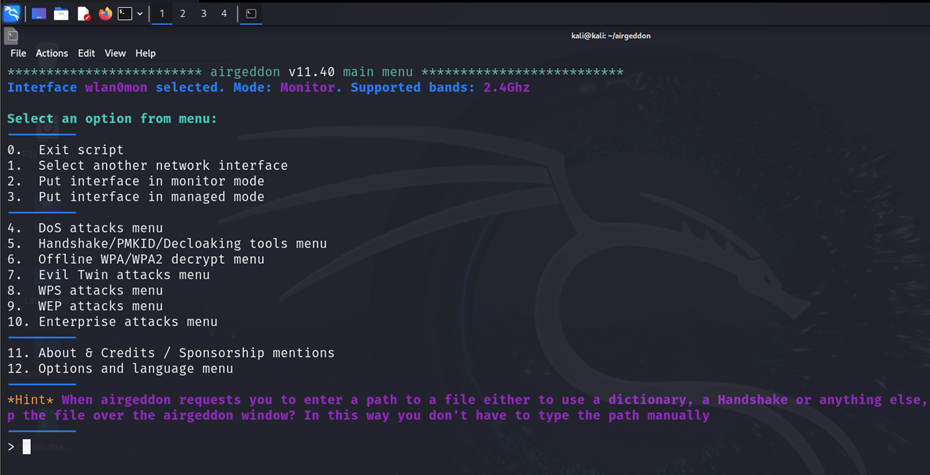 1 2 3 4
kali@kali: ~/airgeddon
File Actions Edit View Help
************************* airgeddon v11.40 main menu **************************
Interface wlan0mon selected. Mode: Monitor. Supported bands: 2.4Ghz
Select an option from menu:
0. Exit script
1. Select another network interface
2. Put interface in monitor mode
3. Put interface in managed mode
4. DoS attacks menu
5. Handshake/PMKID/Decloaking tools menu
6. Offline WPA/WPA2 decrypt menu
7. Evil Twin attacks menu
8. WPS attacks menu
9. WEP attacks menu
10. Enterprise attacks menu
11. About & Credits / Sponsorship mentions
12. Options and language menu
*Hint* When airgeddon requests you to enter a path to a file either to use a dictionary, a Handshake or anything else,
p the file over the airgeddon window? In this way you don't have to type the path manually
>